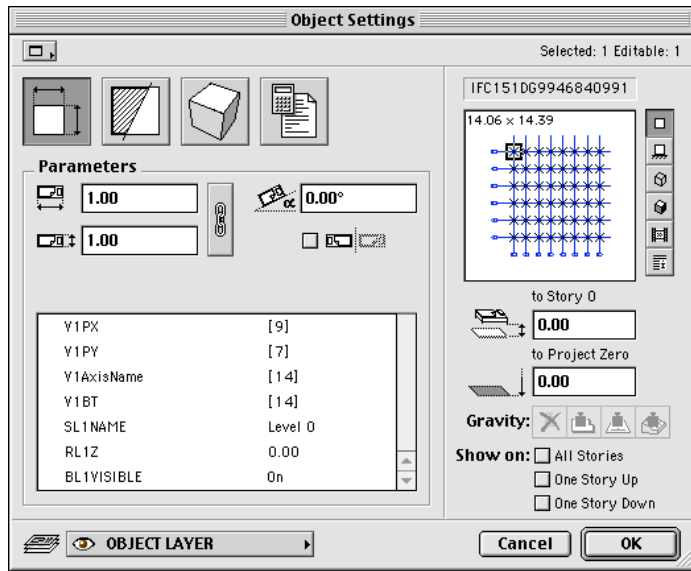 Object Settings
Selected: 1 Editable: 1
IFC151DG9946840991
14.06 x 14.39
Parameters
1.00
α 0.00°
1.00
V1PX [9]
V1PY [7]
V1AxisName [14]
V1BT [14]
SL1NAME Level 0
RL1Z 0.00
BL1VISIBLE On
to Story 0
0.00
to Project Zero
0.00
Gravity:
Show on: All Stories
One Story Up
One Story Down
OBJECT LAYER
Cancel OK